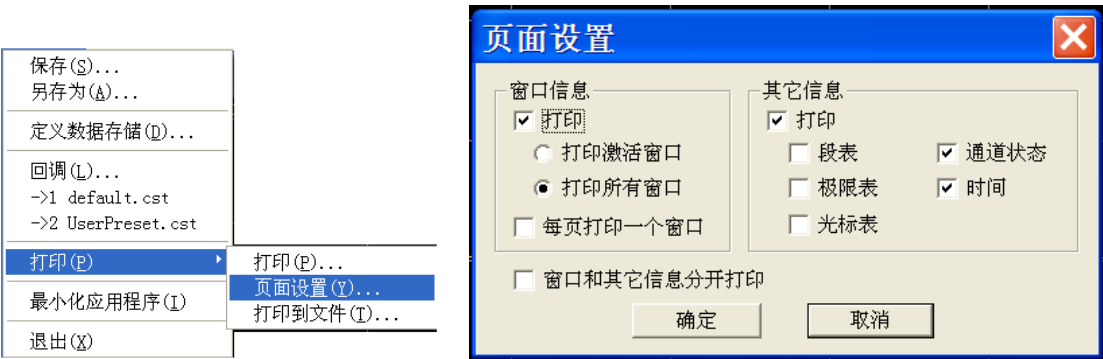 保存(S)...
另存为(A)...
定义数据存储(D)...
回调(L)...
->1 default.cst
->2 UserPreset.cst
打印(P)
最小化应用程序(I)
退出(X)
打印(P)...
页面设置(Y)...
打印到文件(T)...
页面设置
窗口信息
打印
打印激活窗口
打印所有窗口
每页打印一个窗口
其它信息
打印
段表 通道状态
极限表 时间
光标表
窗口和其它信息分开打印
确定 取消